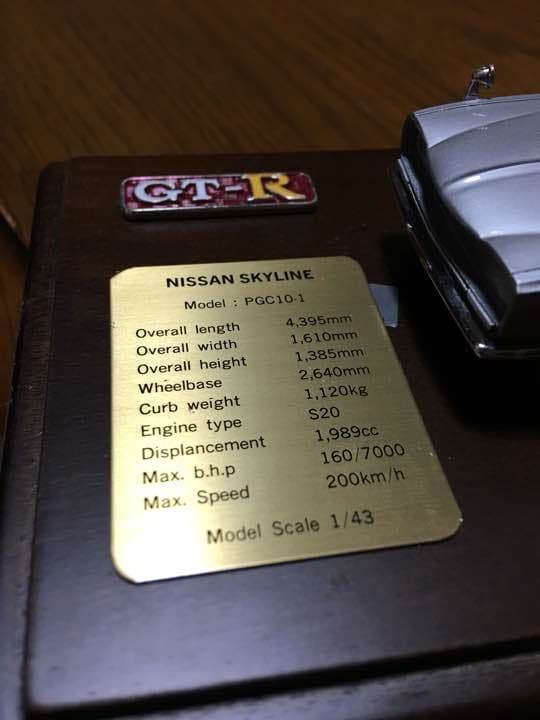 GT-R
NISSAN SKYLINE
Model : PGC10-1
Overall length 4,395mm
Overall width 1,610mm
Overall height 1,385mm
Wheelbase 2,640mm
Curb weight 1,120kg
Engine type S20
Displancement 1,989cc
Max. b.h.p 160/7000
Max. Speed 200km/h
Model Scale 1/43